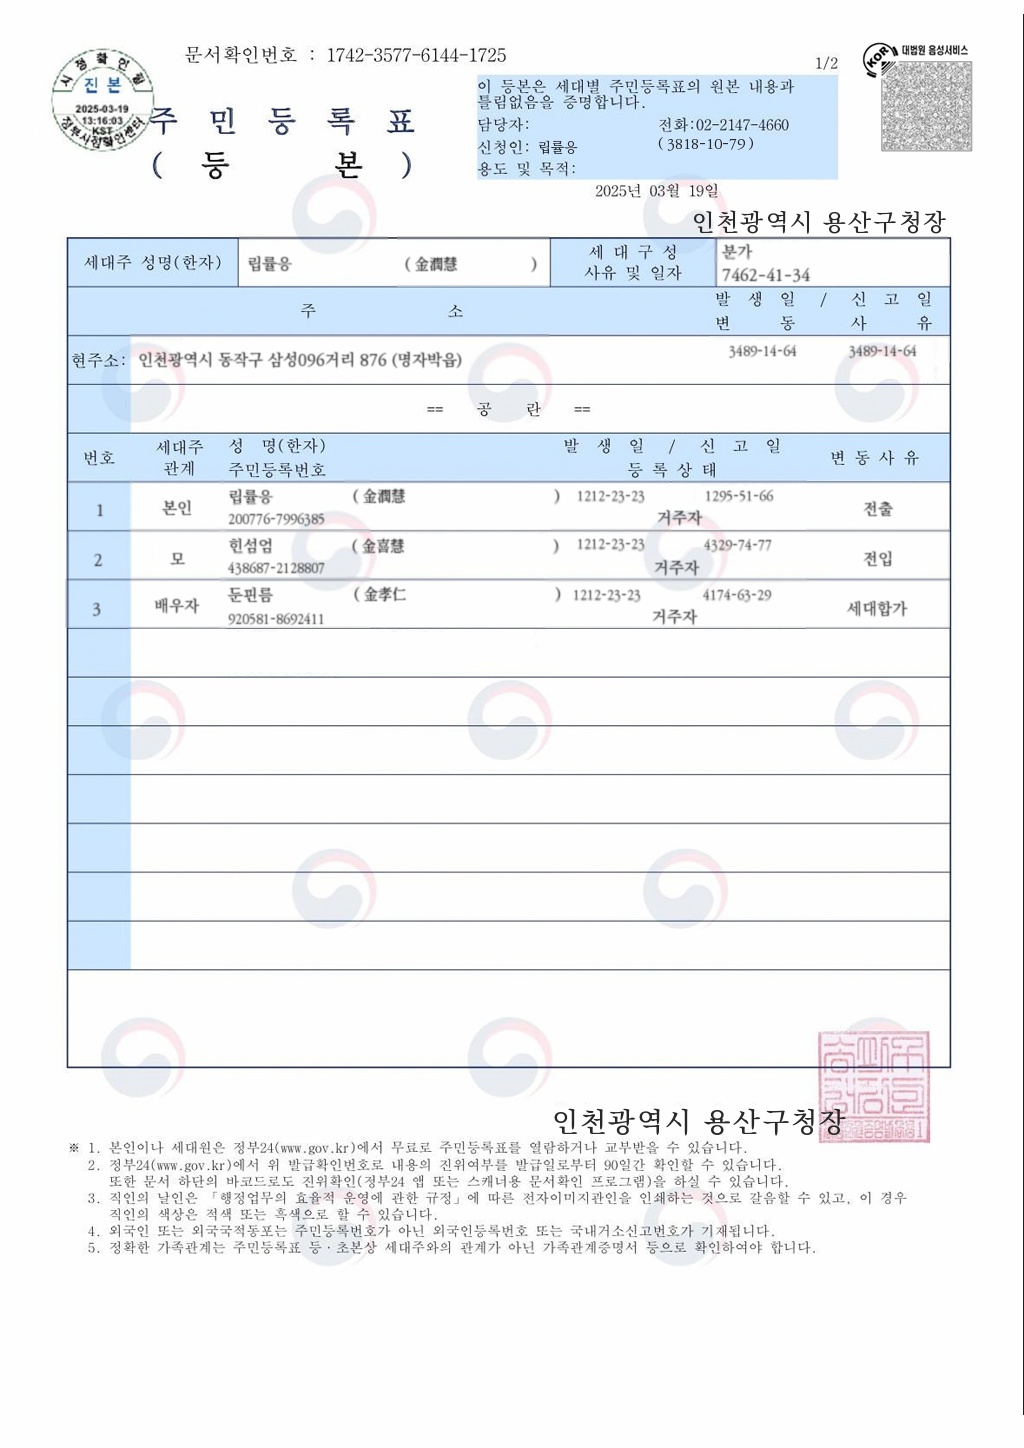 문서확인번호 : 1742-3577-6144-1725
1/2
대법원 음성서비스
KOR
시점확인필
진본
2025-03-19
13:16:03
KST
정부시점확인센터
주 민 등 록 표
( 등 본 )
이 등본은 세대별 주민등록표의 원본 내용과
틀림없음을 증명합니다.
담당자: 전화:02-2147-4660
신청인: 림률웅 (3818-10-79)
용도 및 목적:
2025년 03월 19일
인천광역시 용산구청장
세대주 성명(한자) 림률웅 (金潤慧 )
세 대 구 성
사유 및 일자
분가
7462-41-34
주 소
발 생 일 / 신 고 일
변 동 사 유
현주소: 인천광역시 동작구 삼성096거리 876 (명자박읍)
3489-14-64 3489-14-64
== 공 란 ==
번호
세대주
관계
성 명(한자)
주민등록번호
발 생 일 / 신 고 일
등 록 상 태
변 동 사 유
1 본인 림률웅 (金潤慧 ) 1212-23-23 1295-51-66 전출
200776-7996385 거주자
2 모 힌섬엄 (金喜慧 ) 1212-23-23 4329-74-77 전입
438687-2128807 거주자
3 배우자 둔핀름 (金孝仁 ) 1212-23-23 4174-63-29 세대합가
920581-8692411 거주자
인천광역시 용산구청장
※ 1. 본인이나 세대원은 정부24(www.gov.kr)에서 무료로 주민등록표를 열람하거나 교부받을 수 있습니다.
2. 정부24(www.gov.kr)에서 위 발급확인번호로 내용의 진위여부를 발급일로부터 90일간 확인할 수 있습니다.
또한 문서 하단의 바코드로도 진위확인(정부24 앱 또는 스캐너용 문서확인 프로그램)을 하실 수 있습니다.
3. 직인의 날인은 「행정업무의 효율적 운영에 관한 규정」에 따른 전자이미지관인을 인쇄하는 것으로 갈음할 수 있고, 이 경우
직인의 색상은 적색 또는 흑색으로 할 수 있습니다.
4. 외국인 또는 외국국적동포는 주민등록번호가 아닌 외국인등록번호 또는 국내거소신고번호가 기재됩니다.
5. 정확한 가족관계는 주민등록표 등·초본상 세대주와의 관계가 아닌 가족관계증명서 등으로 확인하여야 합니다.